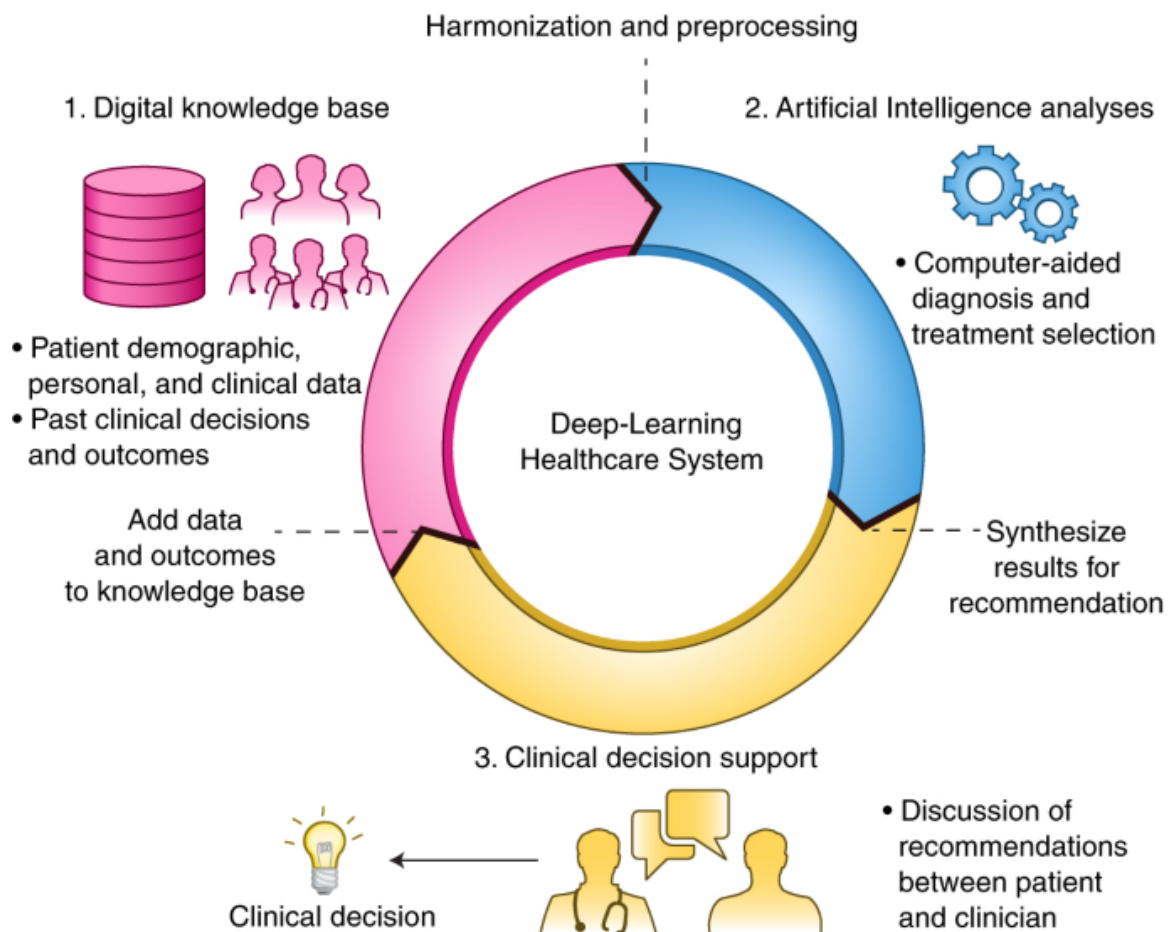 Harmonization and preprocessing
1. Digital knowledge base
2. Artificial Intelligence analyses
• Computer-aided
diagnosis and
treatment selection
• Patient demographic,
personal, and clinical data
• Past clinical decisions
and outcomes
Deep-Learning
Healthcare System
Add data
and outcomes
to knowledge base
Synthesize
results for
recommendation
3. Clinical decision support
• Discussion of
recommendations
between patient
and clinician
Clinical decision